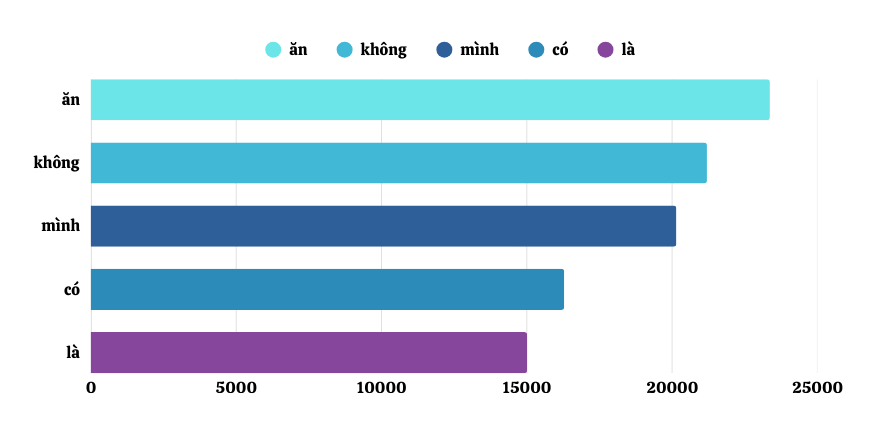 ăn không mình có là
ăn
không
mình
có
là
0 5000 10000 15000 20000 25000